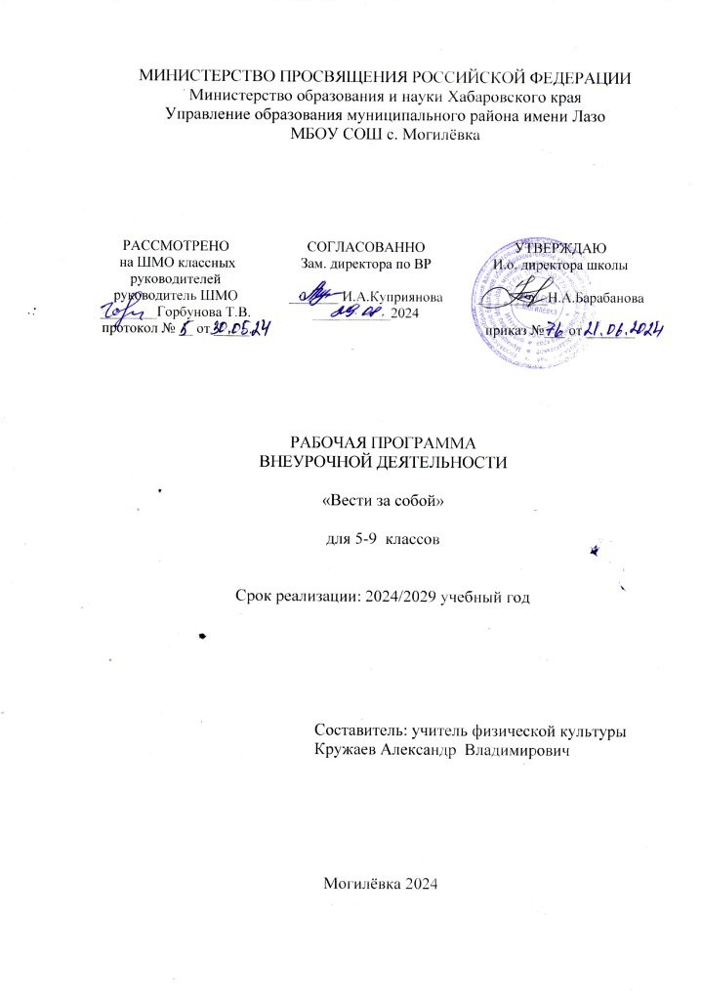 МИНИСТЕРСТВО ПРОСВЯЩЕНИЯ РОССИЙСКОЙ ФЕДЕРАЦИИ
Министерство образования и науки Хабаровского края
Управление образования муниципального района имени Лазо
МБОУ СОШ с. Могилёвка
РАССМОТРЕНО
на ШМО классных
руководителей
руководитель ШМО
Горбунова Т.В.
протокол № 5 от 30.05.24
СОГЛАСОВАННО
Зам. директора по ВР
И.А.Куприянова
2024
УТВЕРЖДАЮ
И.о. директора школы
Н.А.Барабанова
приказ № 76 от 21.06.2024
РАБОЧАЯ ПРОГРАММА
ВНЕУРОЧНОЙ ДЕЯТЕЛЬНОСТИ
«Вести за собой»
для 5-9 классов
Срок реализации: 2024/2029 учебный год
Составитель: учитель физической культуры
Кружаев Александр Владимирович
Могилёвка 2024